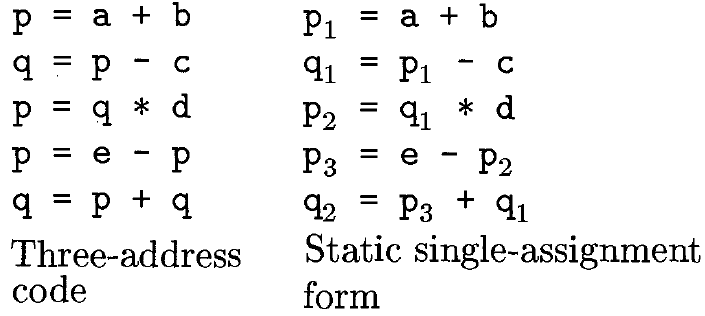 p = a + b
q = p - c
p = q * d
p = e - p
q = p + q
Three-address
code
p₁ = a + b
q₁ = p₁ - c
p₂ = q₁ * d
p₃ = e - p₂
q₂ = p₃ + q₁
Static single-assignment
form